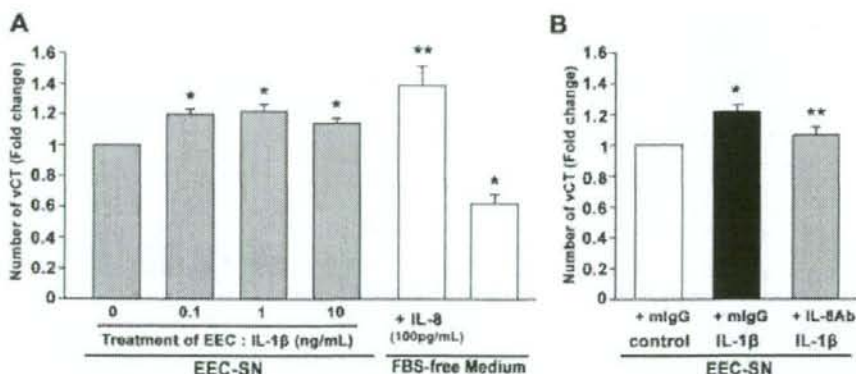 A
Number of vCT (Fold change)
1.6
1.4
1.2
1
0.8
0.6
0.4
0.2
0
*
*
*
**
*
0 0.1 1 10
Treatment of EEC : IL-1β (ng/mL)
EEC-SN
+ IL-8
(100pg/mL)
FBS-free Medium
B
Number of vCT (Fold change)
1.6
1.4
1.2
1
0.8
0.6
0.4
0.2
0
*
**
+ mIgG + mIgG + IL-8Ab
control IL-1β IL-1β
EEC-SN